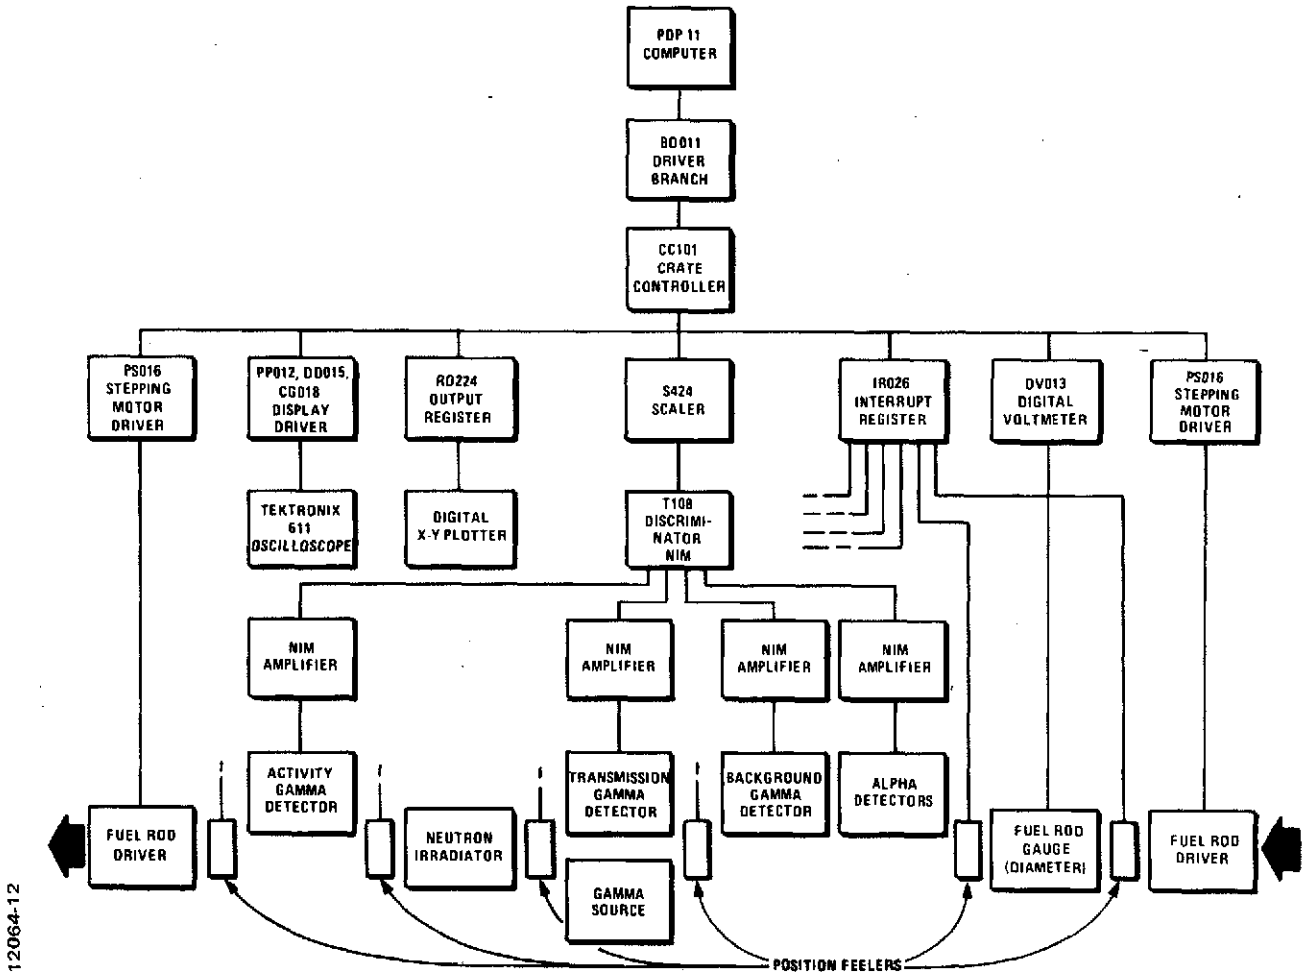 PDP 11
COMPUTER
BD011
DRIVER
BRANCH
CC101
CRATE
CONTROLLER
PS016
STEPPING
MOTOR
DRIVER
PP012, DD015,
CG018
DISPLAY
DRIVER
RO224
OUTPUT
REGISTER
S424
SCALER
IR026
INTERRUPT
REGISTER
DV013
DIGITAL
VOLTMETER
PS016
STEPPING
MOTOR
DRIVER
TEKTRONIX
611
OSCILLOSCOPE
DIGITAL
X-Y PLOTTER
T108
DISCRIMI-
NATOR
NIM
NIM
AMPLIFIER
NIM
AMPLIFIER
NIM
AMPLIFIER
NIM
AMPLIFIER
ACTIVITY
GAMMA
DETECTOR
TRANSMISSION
GAMMA
DETECTOR
BACKGROUND
GAMMA
DETECTOR
ALPHA
DETECTORS
FUEL ROD
DRIVER
NEUTRON
IRRADIATOR
GAMMA
SOURCE
FUEL ROD
GAUGE
(DIAMETER)
FUEL ROD
DRIVER
POSITION FEELERS
12064-12